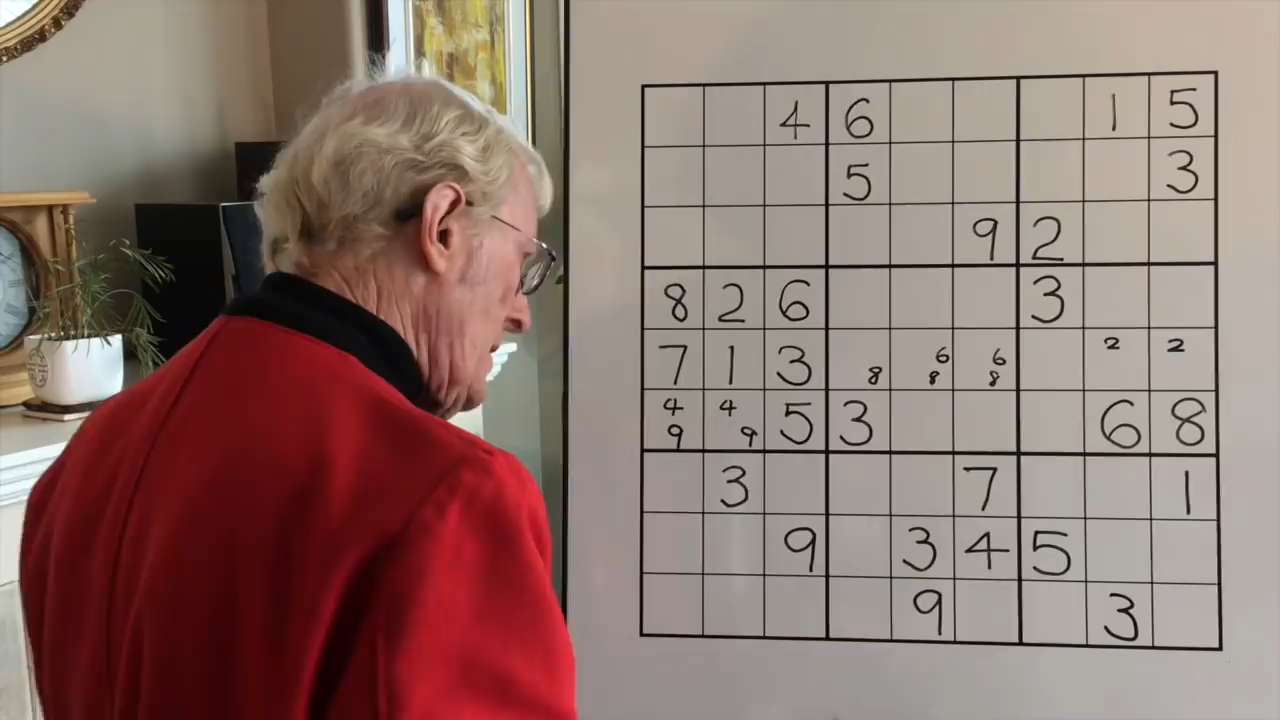 4 6 1 5
5 3
9 2
8 2 6 3
7 1 3 8 6 8 6 8 2 2
4 9 4 9 5 3 6 8
3 7 1
9 3 4 5
9 3